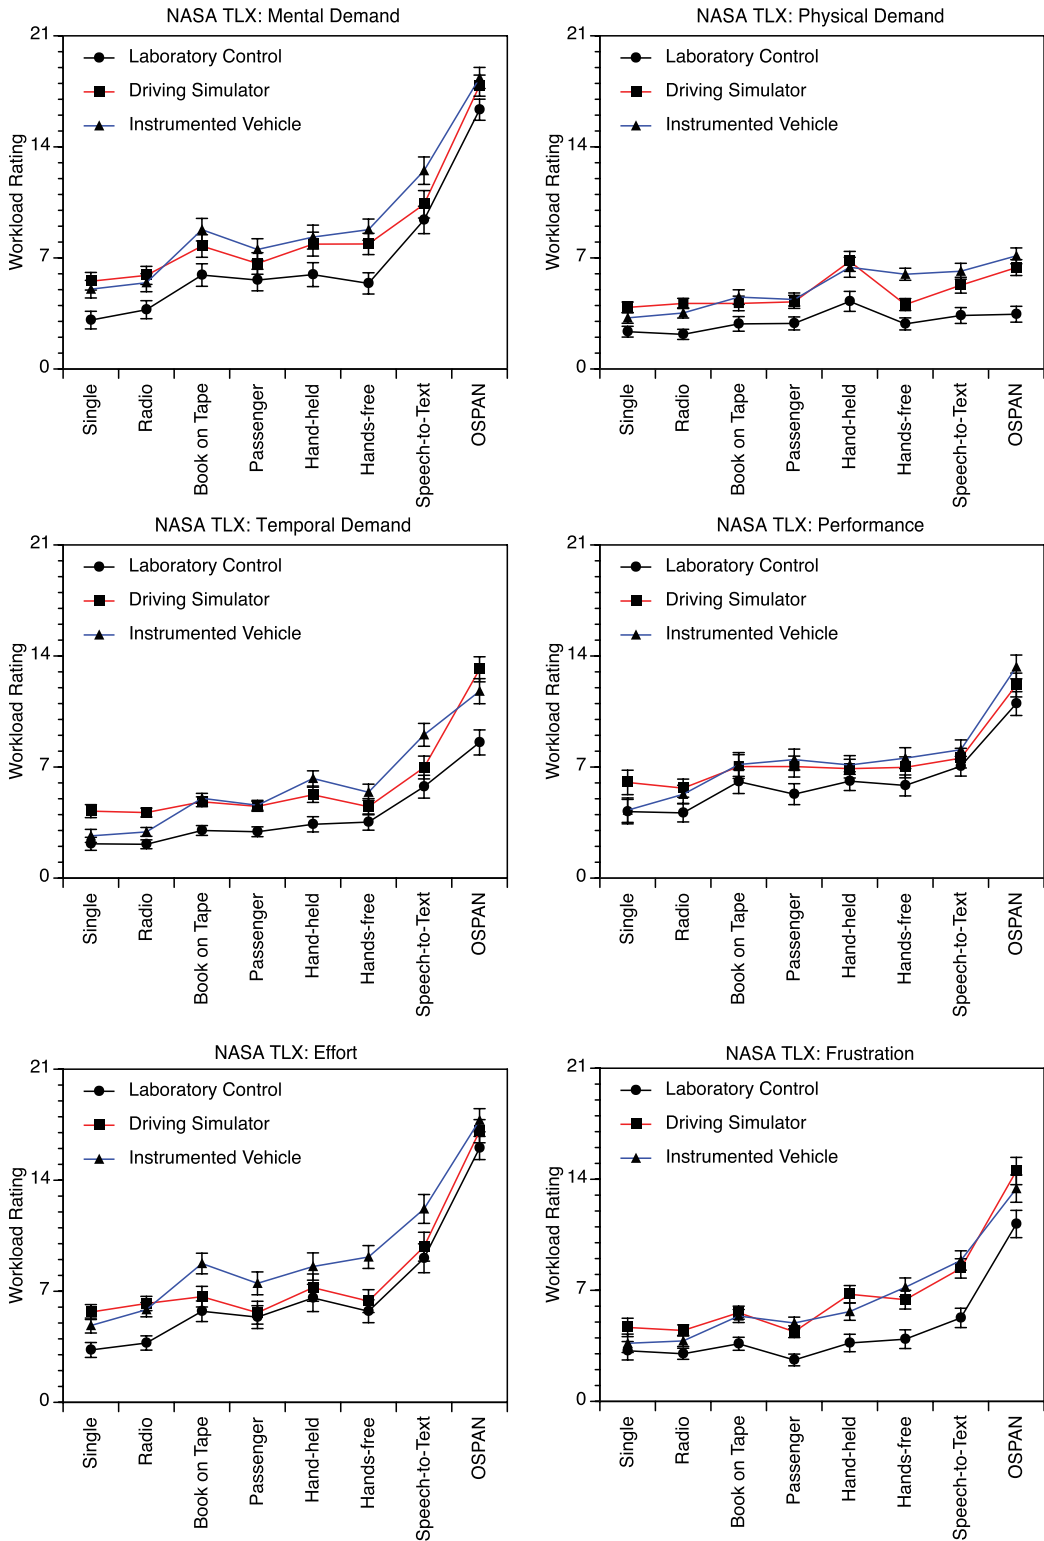 NASA TLX: Mental Demand
21
14
7
0
Workload Rating
Laboratory Control
Driving Simulator
Instrumented Vehicle
Single
Radio
Book on Tape
Passenger
Hand-held
Hands-free
Speech-to-Text
OSPAN
NASA TLX: Physical Demand
21
14
7
0
Workload Rating
Laboratory Control
Driving Simulator
Instrumented Vehicle
Single
Radio
Book on Tape
Passenger
Hand-held
Hands-free
Speech-to-Text
OSPAN
NASA TLX: Temporal Demand
21
14
7
0
Workload Rating
Laboratory Control
Driving Simulator
Instrumented Vehicle
Single
Radio
Book on Tape
Passenger
Hand-held
Hands-free
Speech-to-Text
OSPAN
NASA TLX: Performance
21
14
7
0
Workload Rating
Laboratory Control
Driving Simulator
Instrumented Vehicle
Single
Radio
Book on Tape
Passenger
Hand-held
Hands-free
Speech-to-Text
OSPAN
NASA TLX: Effort
21
14
7
0
Workload Rating
Laboratory Control
Driving Simulator
Instrumented Vehicle
Single
Radio
Book on Tape
Passenger
Hand-held
Hands-free
Speech-to-Text
OSPAN
NASA TLX: Frustration
21
14
7
0
Workload Rating
Laboratory Control
Driving Simulator
Instrumented Vehicle
Single
Radio
Book on Tape
Passenger
Hand-held
Hands-free
Speech-to-Text
OSPAN